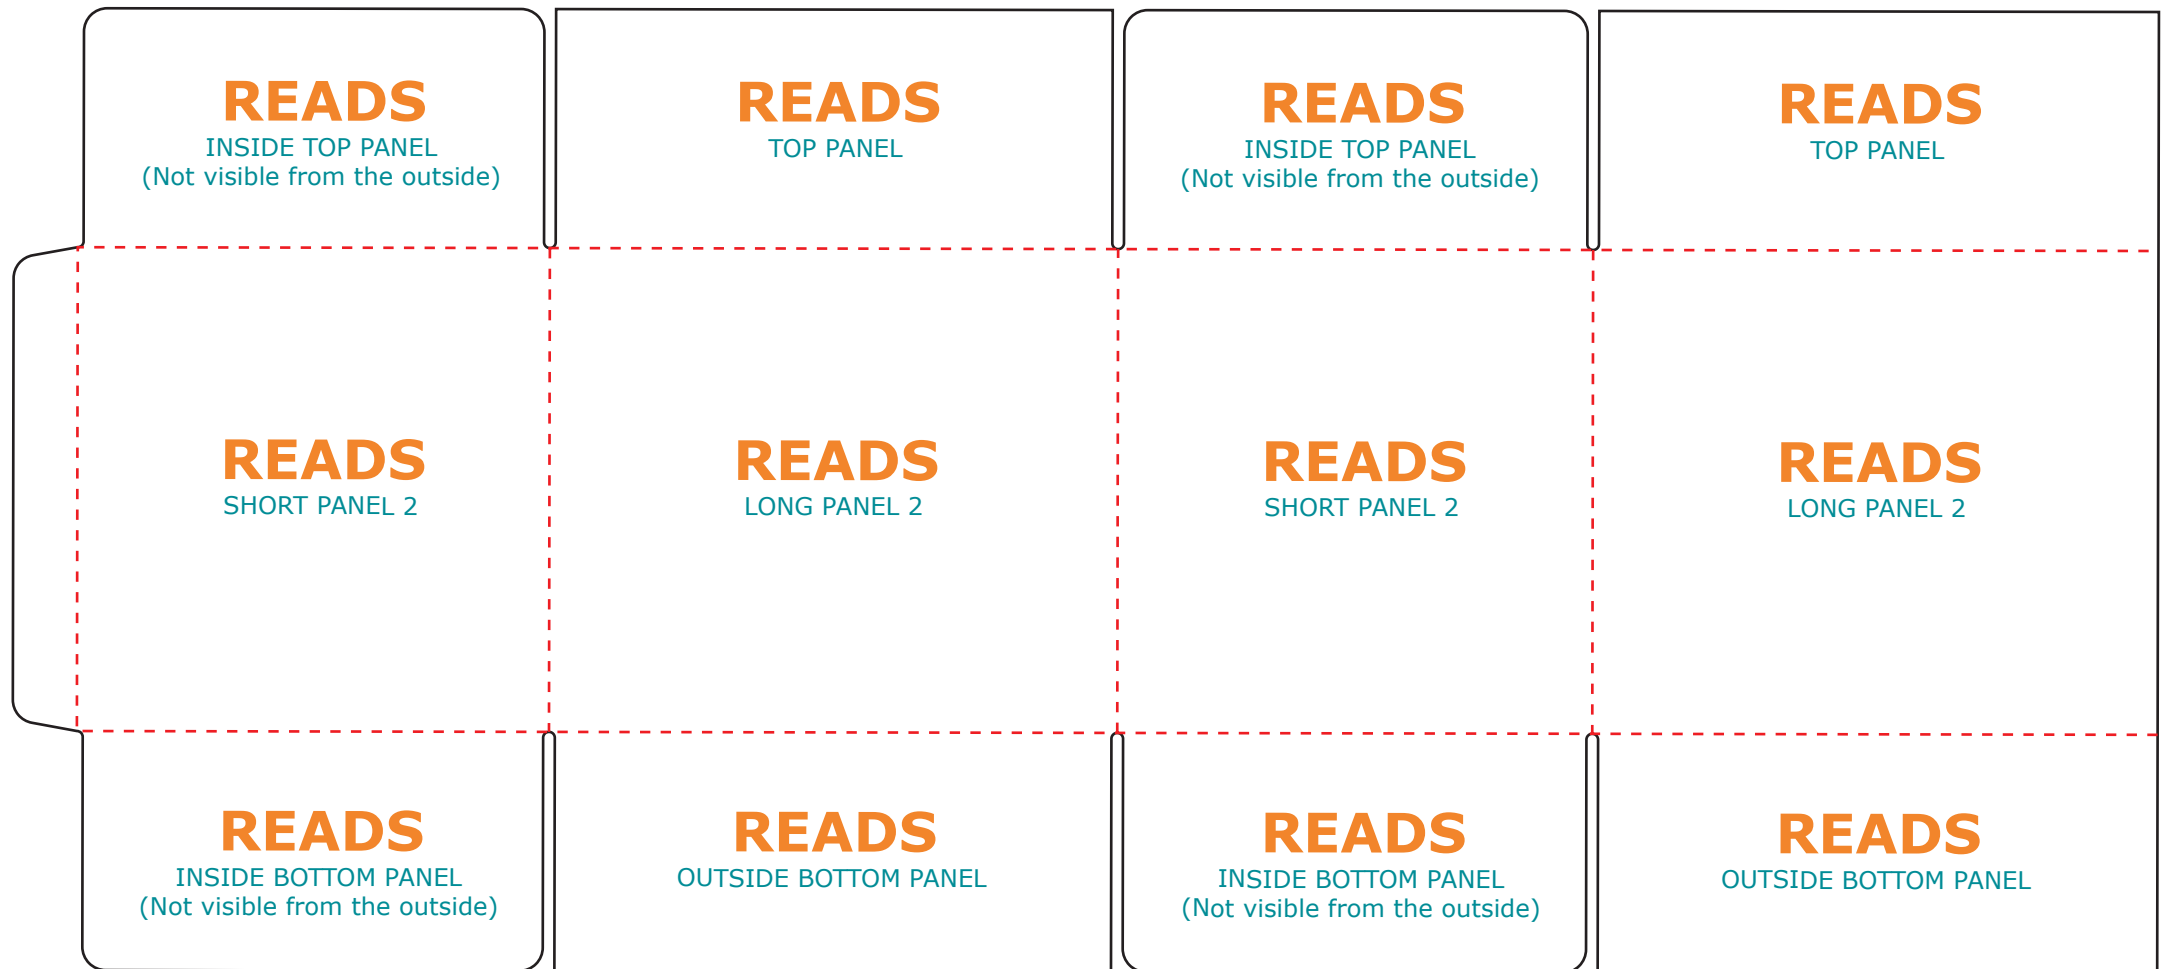 READS
INSIDE TOP PANEL
(Not visible from the outside)
READS
TOP PANEL
READS
INSIDE TOP PANEL
(Not visible from the outside)
READS
TOP PANEL
READS
SHORT PANEL 2
READS
LONG PANEL 2
READS
SHORT PANEL 2
READS
LONG PANEL 2
READS
INSIDE BOTTOM PANEL
(Not visible from the outside)
READS
OUTSIDE BOTTOM PANEL
READS
INSIDE BOTTOM PANEL
(Not visible from the outside)
READS
OUTSIDE BOTTOM PANEL